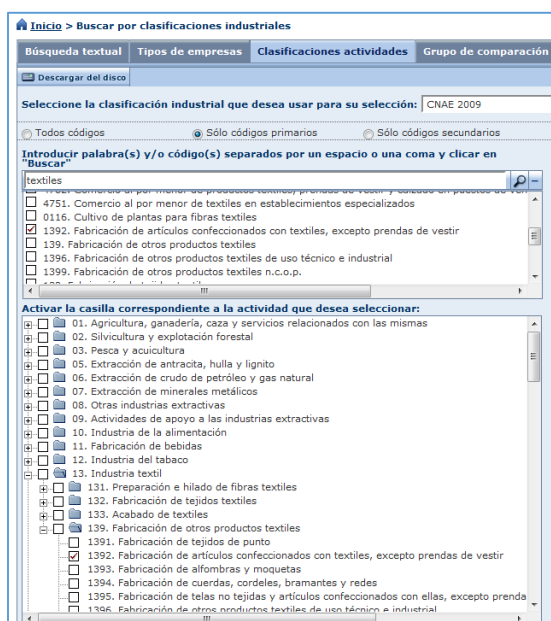 Inicio > Buscar por clasificaciones industriales
Búsqueda textual Tipos de empresas Clasificaciones actividades Grupo de comparación
Descargar del disco
Seleccione la clasificación industrial que desea usar para su selección: CNAE 2009
Todos códigos Sólo códigos primarios Sólo códigos secundarios
Introducir palabra(s) y/o código(s) separados por un espacio o una coma y clicar en
"Buscar"
textiles
4751. Comercio al por menor de textiles en establecimientos especializados
0116. Cultivo de plantas para fibras textiles
1392. Fabricación de artículos confeccionados con textiles, excepto prendas de vestir
139. Fabricación de otros productos textiles
1396. Fabricación de otros productos textiles de uso técnico e industrial
1399. Fabricación de otros productos textiles n.c.o.p.
Activar la casilla correspondiente a la actividad que desea seleccionar:
01. Agricultura, ganadería, caza y servicios relacionados con las mismas
02. Silvicultura y explotación forestal
03. Pesca y acuicultura
05. Extracción de antracita, hulla y lignito
06. Extracción de crudo de petróleo y gas natural
07. Extracción de minerales metálicos
08. Otras industrias extractivas
09. Actividades de apoyo a las industrias extractivas
10. Industria de la alimentación
11. Fabricación de bebidas
12. Industria del tabaco
13. Industria textil
131. Preparación e hilado de fibras textiles
132. Fabricación de tejidos textiles
133. Acabado de textiles
139. Fabricación de otros productos textiles
1391. Fabricación de tejidos de punto
1392. Fabricación de artículos confeccionados con textiles, excepto prendas de vestir
1393. Fabricación de alfombras y moquetas
1394. Fabricación de cuerdas, cordeles, bramantes y redes
1395. Fabricación de telas no tejidas y artículos confeccionados con ellas, excepto prenda
1396. Fabricación de otros productos textiles de uso técnico e industrial